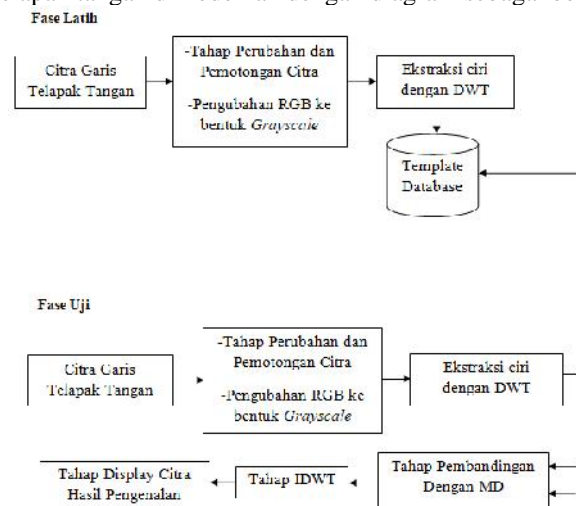 Fase Latih
Citra Garis
Telapak Tangan
-Tahap Perubahan dan
Pemotongan Citra
-Pengubahan RGB ke
bentuk Grayscale
Ekstraksi ciri
dengan DWT
Template
Database
Fase Uji
Citra Garis
Telapak Tangan
-Tahap Perubahan dan
Pemotongan Citra
-Pengubahan RGB ke
bentuk Grayscale
Ekstraksi ciri
dengan DWT
Tahap Display Citra
Hasil Pengenalan
Tahap IDWT
Tahap Pembandingan
Dengan MD